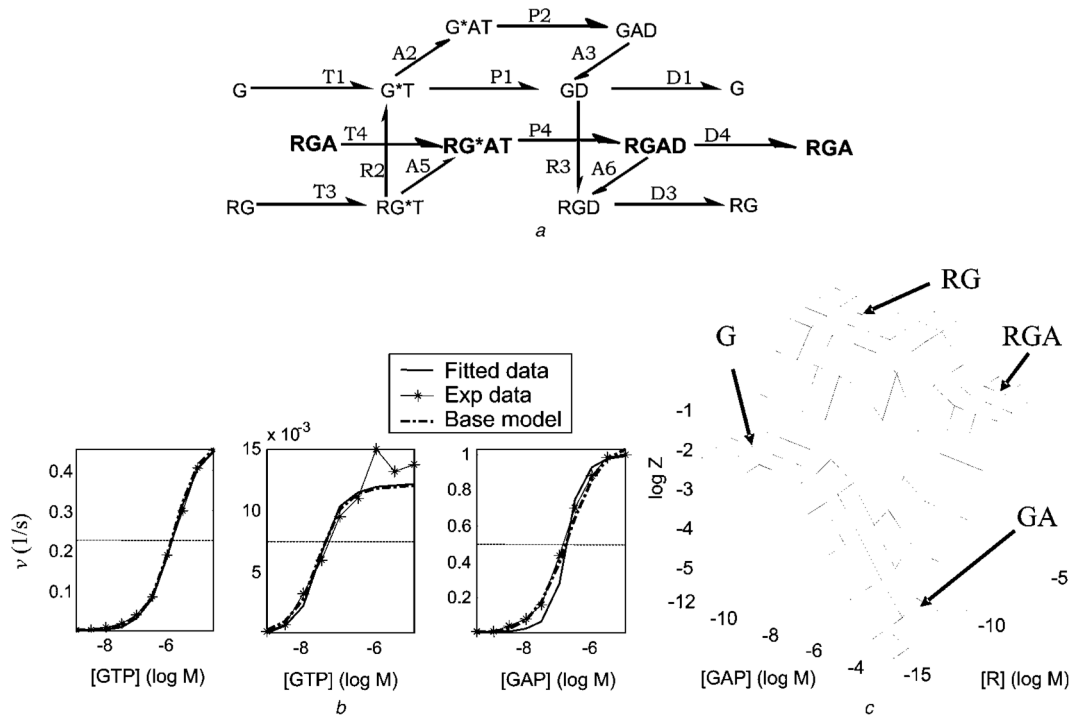 G*AT P2 GAD
A2 A3
G T1 G*T P1 GD D1 G
RGA T4 RG*AT P4 RGAD D4 RGA
R2 A5 R3 A6
RG T3 RG*T RGD D3 RG
a
Fitted data
Exp data
Base model
ν (1/s)
0.4
0.3
0.2
0.1
-8 -6
[GTP] (log M)
x 10⁻³
15
10
5
-8 -6
[GTP] (log M)
1
0.8
0.6
0.4
0.2
-8 -6
[GAP] (log M)
b
RG
G
RGA
GA
log Z
-1
-2
-3
-4
-5
-12
-10
-8
-6
-4
[GAP] (log M)
-15
-10
-5
[R] (log M)
c